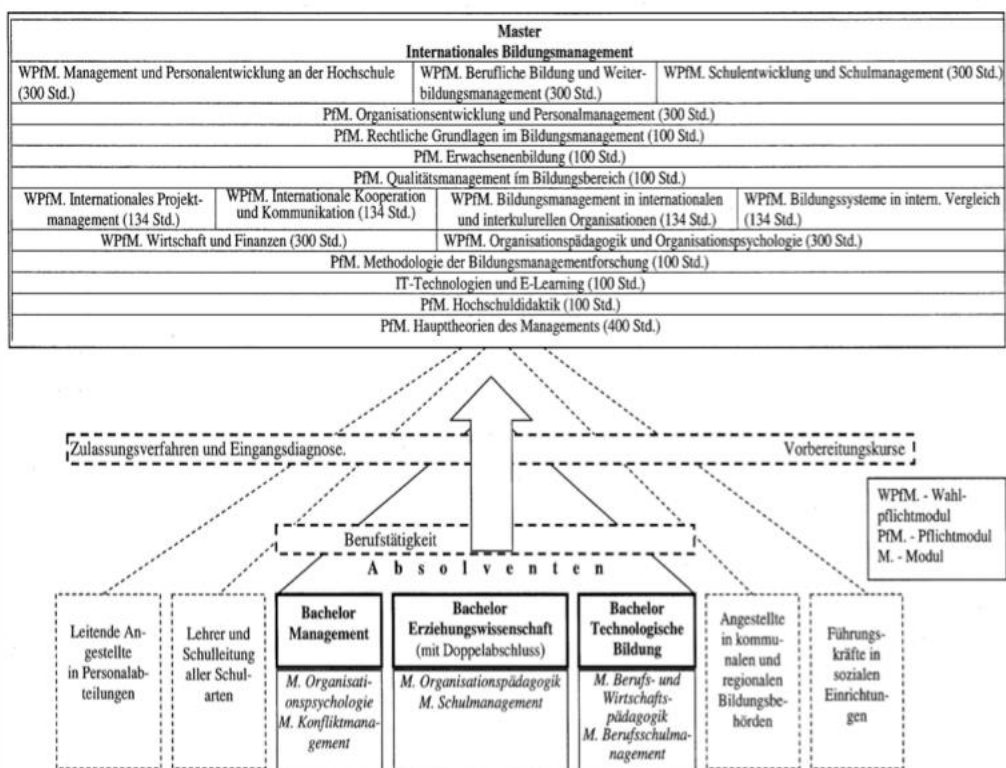 Master
Internationales Bildungsmanagement
WPfM. Management und Personalentwicklung an der Hochschule
(300 Std.)
WPfM. Berufliche Bildung und Weiter-
bildungsmanagement (300 Std.)
WPfM. Schulentwicklung und Schulmanagement (300 Std.)
PfM. Organisationsentwicklung und Personalmanagement (300 Std.)
PfM. Rechtliche Grundlagen im Bildungsmanagement (100 Std.)
PfM. Erwachsenenbildung (100 Std.)
PfM. Qualitätsmanagement im Bildungsbereich (100 Std.)
WPfM. Internationales Projekt-
management (134 Std.)
WPfM. Internationale Kooperation
und Kommunikation (134 Std.)
WPfM. Bildungsmanagement in internationalen
und interkulturellen Organisationen (134 Std.)
WPfM. Bildungssysteme in intern. Vergleich
(134 Std.)
WPfM. Wirtschaft und Finanzen (300 Std.)
WPfM. Organisationspädagogik und Organisationspsychologie (300 Std.)
PfM. Methodologie der Bildungsmanagementforschung (100 Std.)
IT-Technologien und E-Learning (100 Std.)
PfM. Hochschuldidaktik (100 Std.)
PfM. Haupttheorien des Managements (400 Std.)
Zulassungsverfahren und Eingangsdiagnose.
Vorbereitungskurse
WPfM. - Wahl-
pflichtmodul
PfM. - Pflichtmodul
M. - Modul
Berufstätigkeit
A b s o l v e n t e n
Leitende An-
gestellte
in Personalab-
teilungen
Lehrer und
Schulleitung
aller Schul-
arten
Bachelor
Management
M. Organisati-
onspsychologie
M. Konfliktmana-
gement
Bachelor
Erziehungswissenschaft
(mit Doppelabschluss)
M. Organisationspädagogik
M. Schulmanagement
Bachelor
Technologische
Bildung
M. Berufs- und
Wirtschafts-
pädagogik
M. Berufsschulma-
nagement
Angestellte
in kommu-
nalen und
regionalen
Bildungsbe-
hörden
Führungs-
kräfte in
sozialen
Einrichtun-
gen